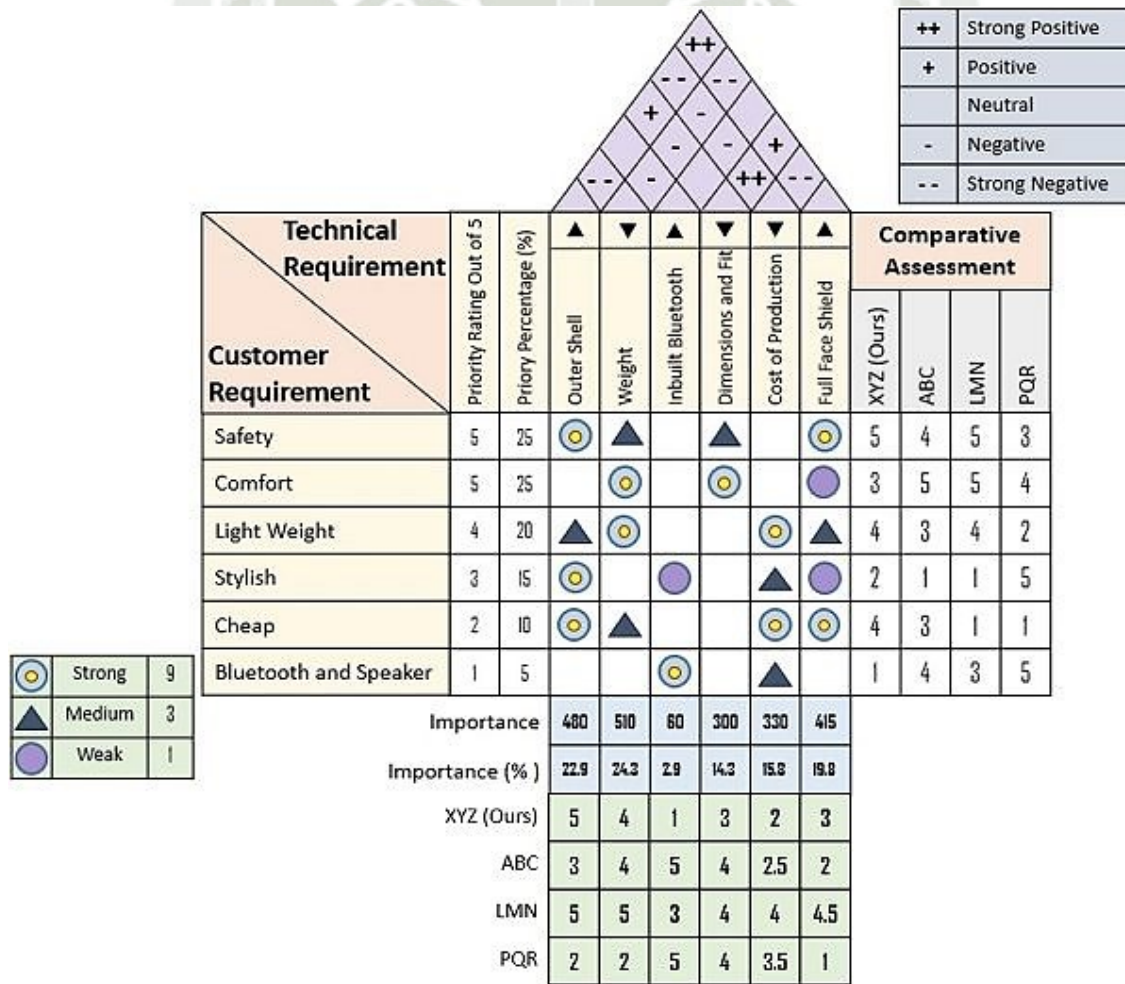 ++ Strong Positive
+ Positive
Neutral
- Negative
- - Strong Negative
++
- - - -
+ -
- - +
- - - ++ - -
Technical Requirement
Customer Requirement
Priority Rating Out of 5
Priory Percentage (%)
▲ ▼ ▲ ▼ ▼ ▲
Outer Shell
Weight
Inbuilt Bluetooth
Dimensions and Fit
Cost of Production
Full Face Shield
Comparative Assessment
XYZ (Ours)
ABC
LMN
PQR
Safety 5 25 5 4 5 3
Comfort 5 25 3 5 5 4
Light Weight 4 20 4 3 4 2
Stylish 3 15 2 1 1 5
Cheap 2 10 4 3 1 1
Bluetooth and Speaker 1 5 1 4 3 5
Strong 9
Medium 3
Weak 1
Importance 480 510 60 300 330 415
Importance (% ) 22.9 24.3 2.9 14.3 15.8 19.8
XYZ (Ours) 5 4 1 3 2 3
ABC 3 4 5 4 2.5 2
LMN 5 5 3 4 4 4.5
PQR 2 2 5 4 3.5 1